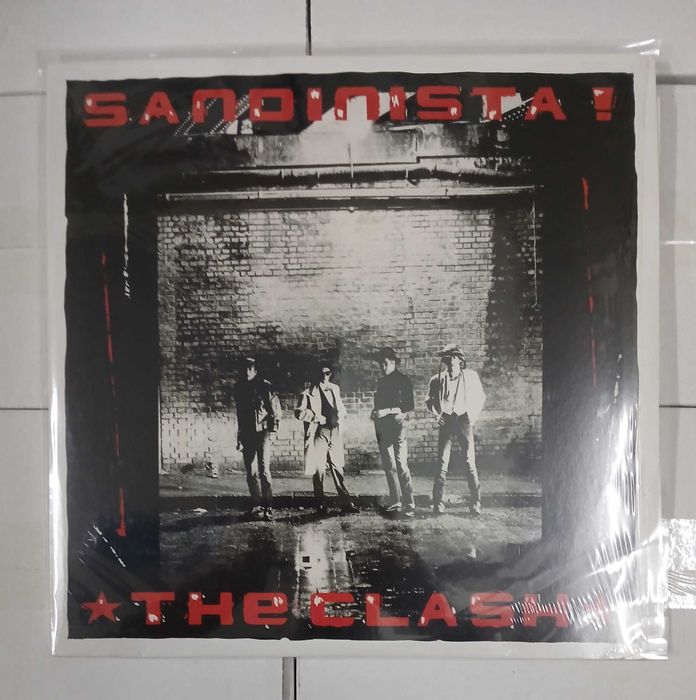 SANDINISTA !
★ THE CLASH